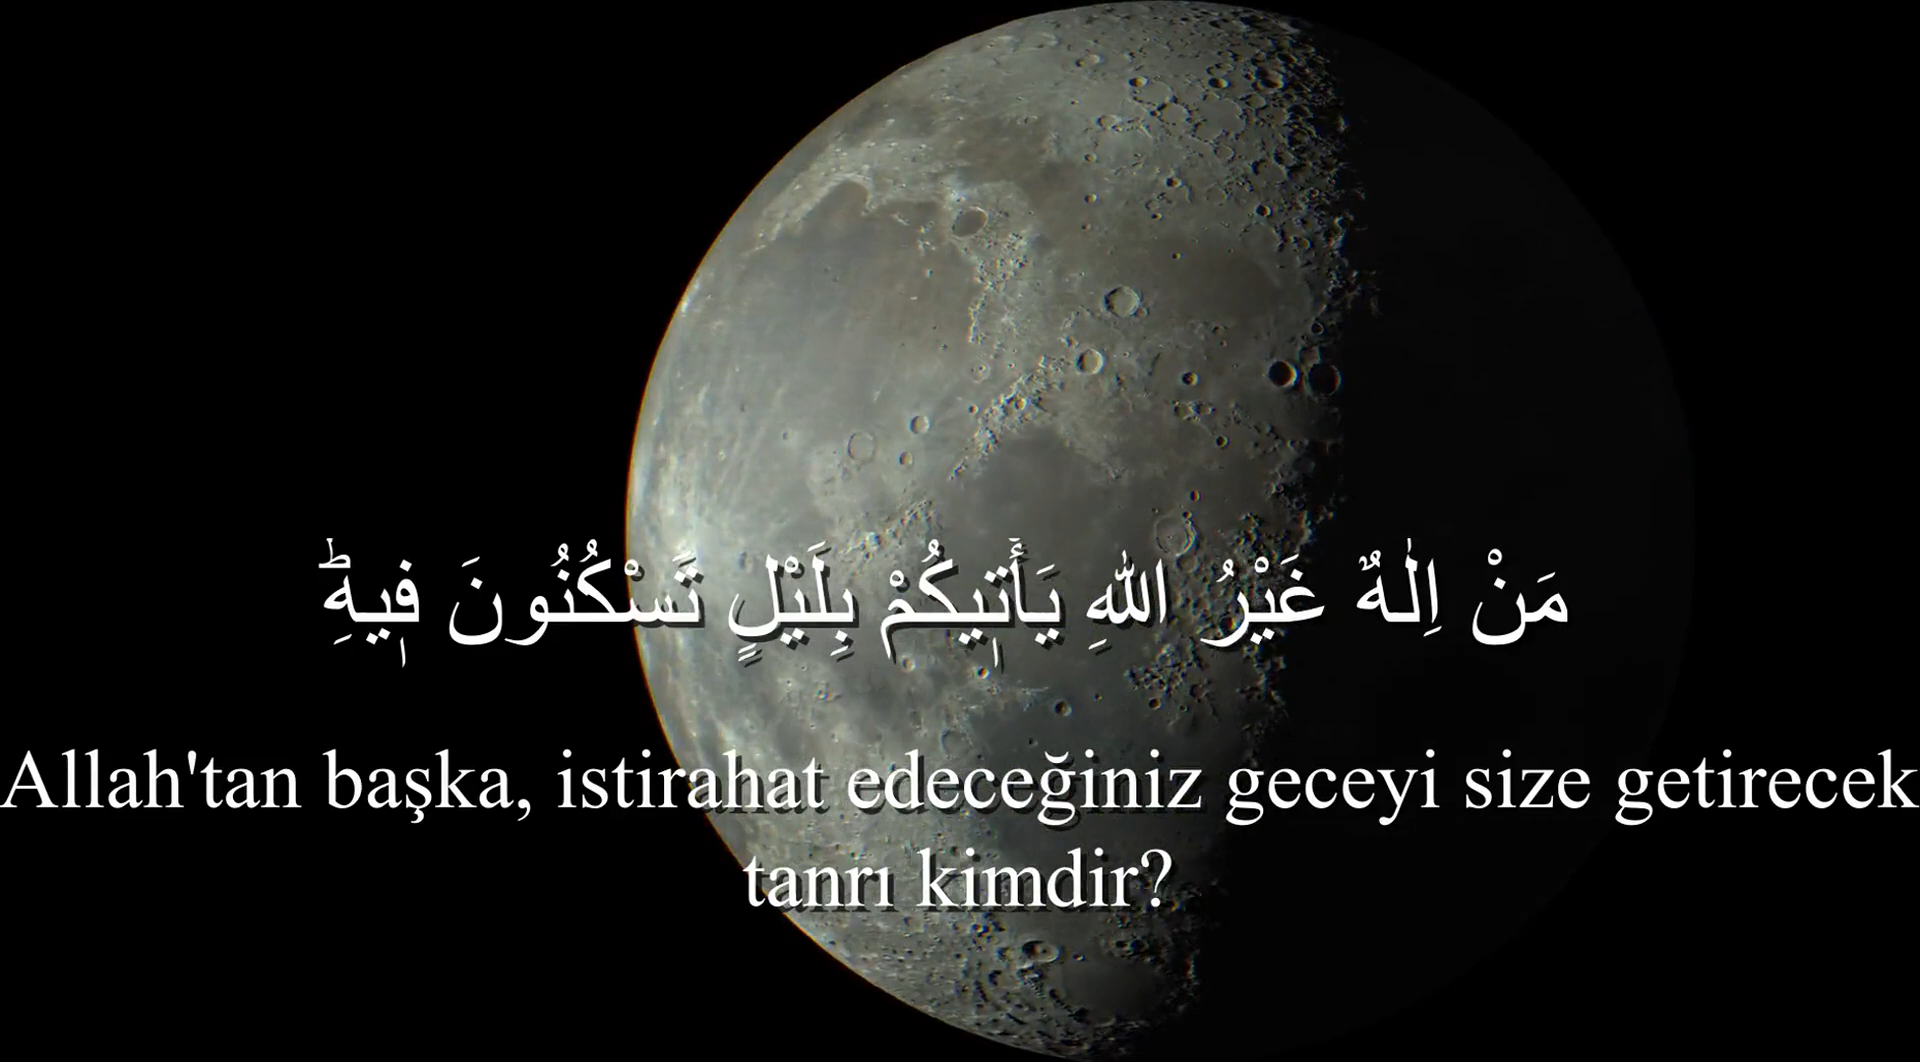 مَنْ اِلٰهٌ غَيْرُ اللّٰهِ يَأْت۪يكُمْ بِلَيْلٍ تَسْكُنُونَ ف۪يهِۜ
Allah'tan başka, istirahat edeceğiniz geceyi size getirecek
tanrı kimdir?